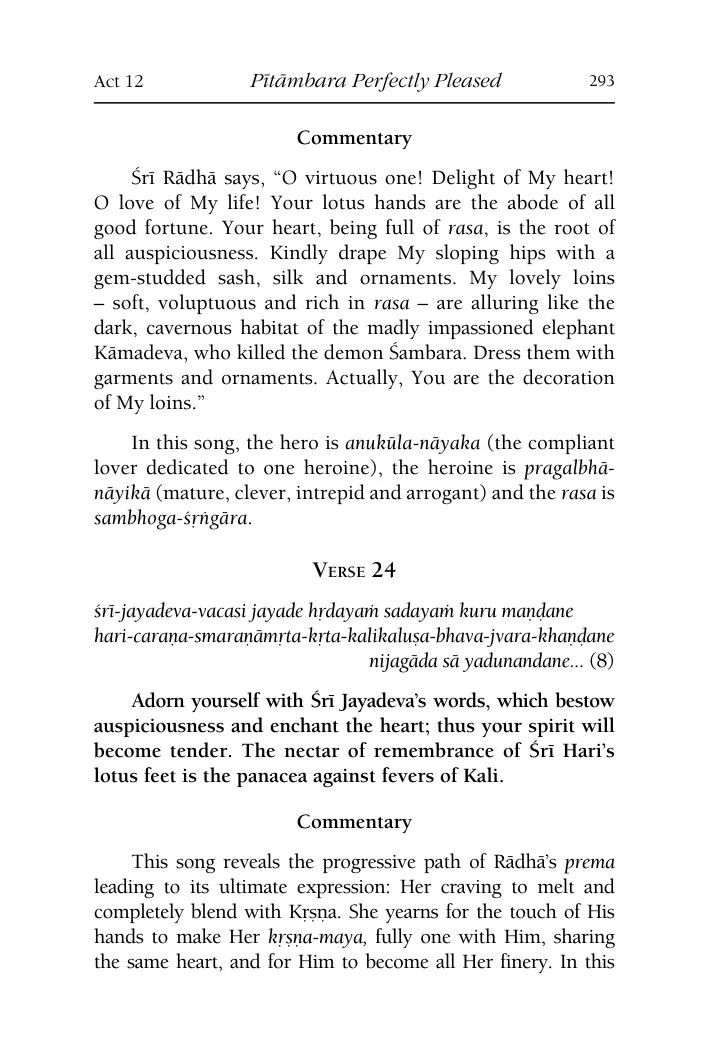 Act 12 Pītāmbara Perfectly Pleased 293
Commentary
Śrī Rādhā says, “O virtuous one! Delight of My heart!
O love of My life! Your lotus hands are the abode of all
good fortune. Your heart, being full of rasa, is the root of
all auspiciousness. Kindly drape My sloping hips with a
gem-studded sash, silk and ornaments. My lovely loins
– soft, voluptuous and rich in rasa – are alluring like the
dark, cavernous habitat of the madly impassioned elephant
Kāmadeva, who killed the demon Śambara. Dress them with
garments and ornaments. Actually, You are the decoration
of My loins.”
In this song, the hero is anukūla-nāyaka (the compliant
lover dedicated to one heroine), the heroine is pragalbhā-
nāyikā (mature, clever, intrepid and arrogant) and the rasa is
sambhoga-śṛṅgāra.
Verse 24
śrī-jayadeva-vacasi jayade hṛdayaṁ sadayaṁ kuru maṇḍane
hari-caraṇa-smaraṇāmṛta-kṛta-kalikaluṣa-bhava-jvara-khaṇḍane
nijagāda sā yadunandane... (8)
Adorn yourself with Śrī Jayadeva’s words, which bestow
auspiciousness and enchant the heart; thus your spirit will
become tender. The nectar of remembrance of Śrī Hari’s
lotus feet is the panacea against fevers of Kali.
Commentary
This song reveals the progressive path of Rādhā’s prema
leading to its ultimate expression: Her craving to melt and
completely blend with Kṛṣṇa. She yearns for the touch of His
hands to make Her kṛṣṇa-maya, fully one with Him, sharing
the same heart, and for Him to become all Her finery. In this